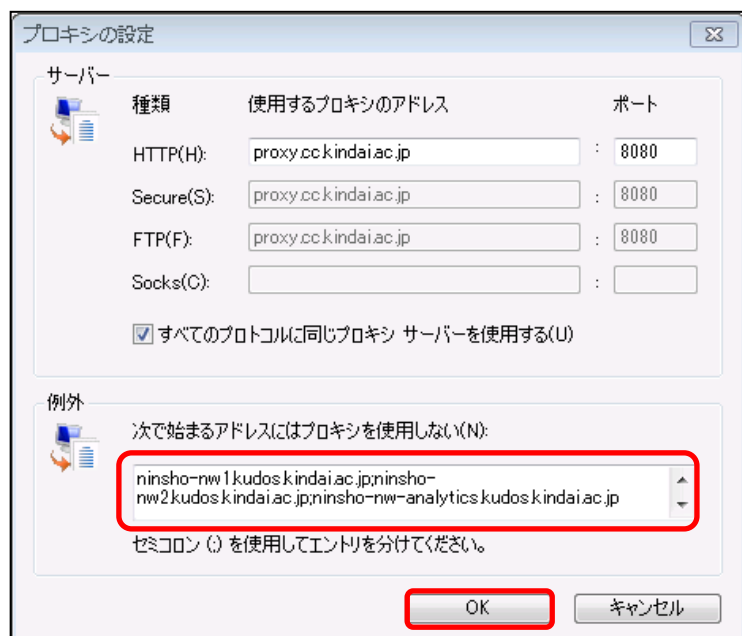 プロキシの設定
サーバー
種類 使用するプロキシのアドレス ポート
HTTP(H): proxy.cc.kindai.ac.jp : 8080
Secure(S): proxy.cc.kindai.ac.jp : 8080
FTP(F): proxy.cc.kindai.ac.jp : 8080
Socks(C): :
すべてのプロトコルに同じプロキシ サーバーを使用する(U)
例外
次で始まるアドレスにはプロキシを使用しない(N):
ninsho-nw1.kudos.kindai.ac.jp;ninsho-
nw2.kudos.kindai.ac.jp;ninsho-nw-analytics.kudos.kindai.ac.jp
セミコロン (;) を使用してエントリを分けてください。
OK キャンセル